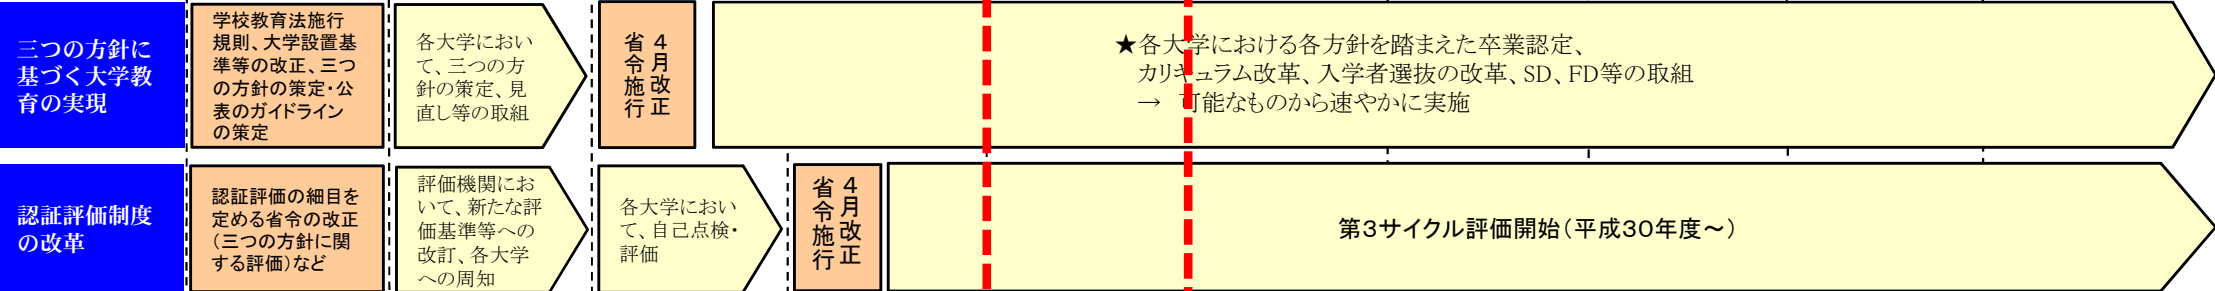 三つの方針に
基づく大学教
育の実現
学校教育法施行
規則、大学設置基
準等の改正、三つ
の方針の策定・公
表のガイドライン
の策定
各大学におい
て、三つの方
針の策定、見
直し等の取組
４月改正
省令施行
★各大学における各方針を踏まえた卒業認定、
カリキュラム改革、入学者選抜の改革、SD、FD等の取組
→　可能なものから速やかに実施
認証評価制度
の改革
認証評価の細目を
定める省令の改正
（三つの方針に関
する評価）など
評価機関にお
いて、新たな評
価基準等への
改訂、各大学
への周知
各大学におい
て、自己点検・
評価
４月改正
省令施行
第３サイクル評価開始（平成３０年度～）